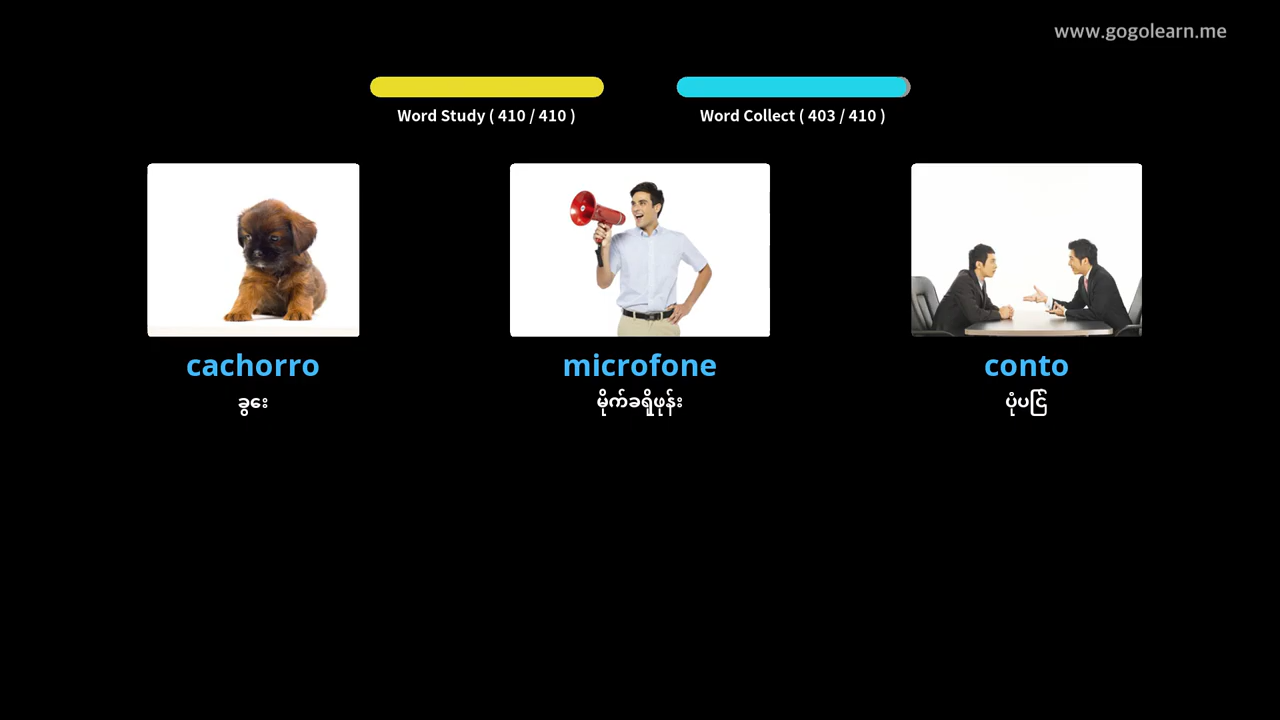 www.gogolearn.me
Word Study ( 410 / 410 )
Word Collect ( 403 / 410 )
cachorro
microfone
conto
ခွေး
မိုက်ခရိုဖုန်း
ပုံပြင်